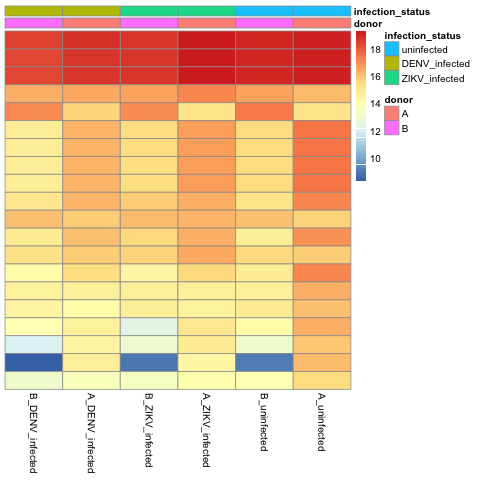 infection_status
donor
infection_status
uninfected
DENV_infected
ZIKV_infected
donor
A
B
18
16
14
12
10
B_DENV_infected
A_DENV_infected
B_ZIKV_infected
A_ZIKV_infected
B_uninfected
A_uninfected